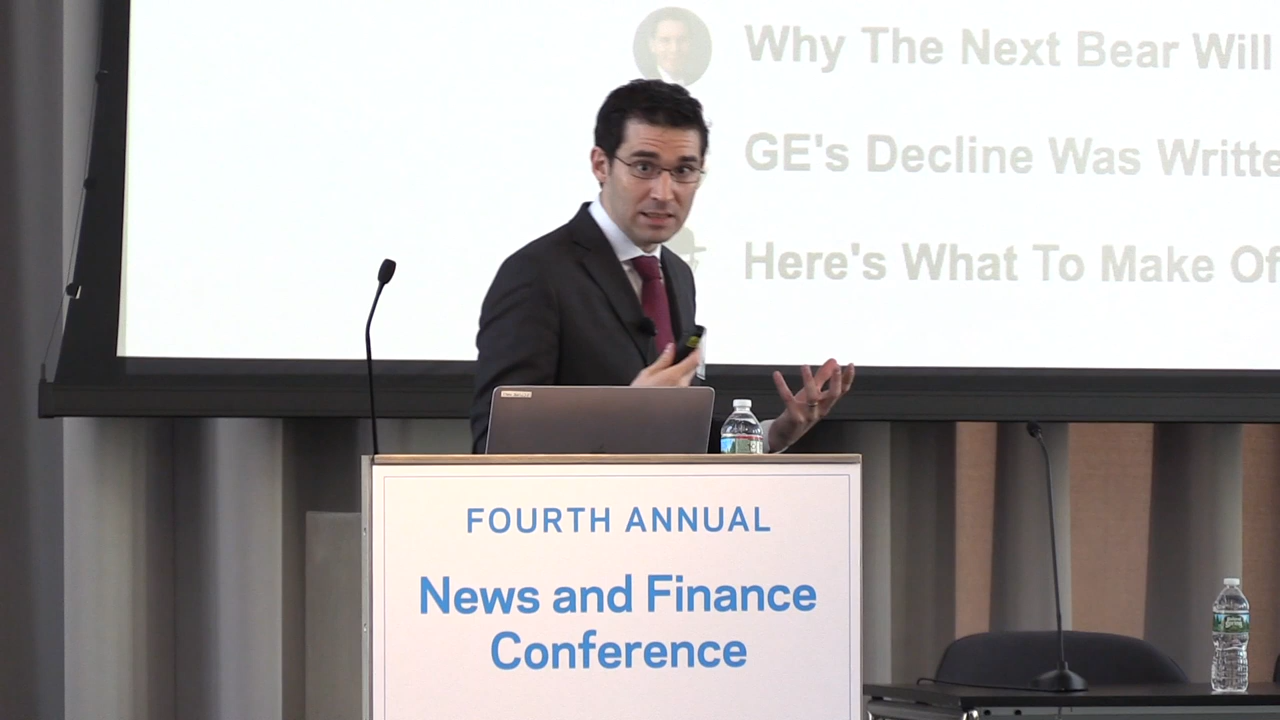 Why The Next Bear Will
GE's Decline Was Writte
Here's What To Make Of
FOURTH ANNUAL
News and Finance
Conference